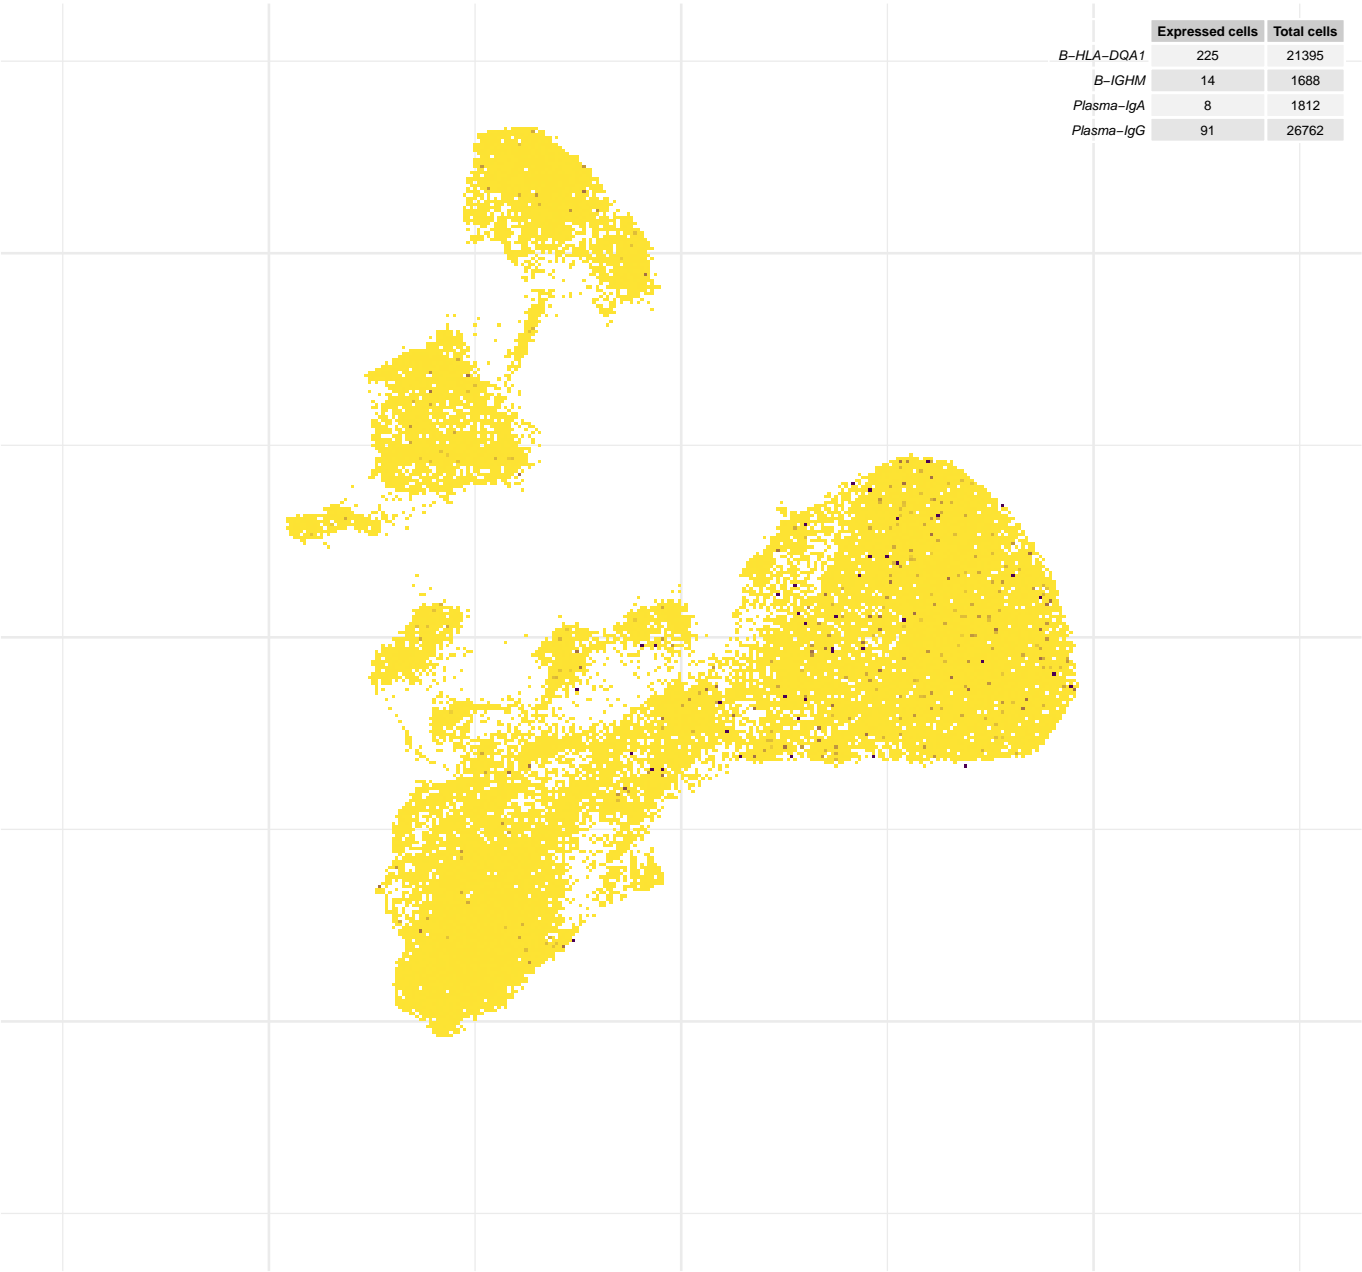 Expressed cells Total cells
B−HLA−DQA1 225 21395
B−IGHM 14 1688
Plasma−IgA 8 1812
Plasma−IgG 91 26762